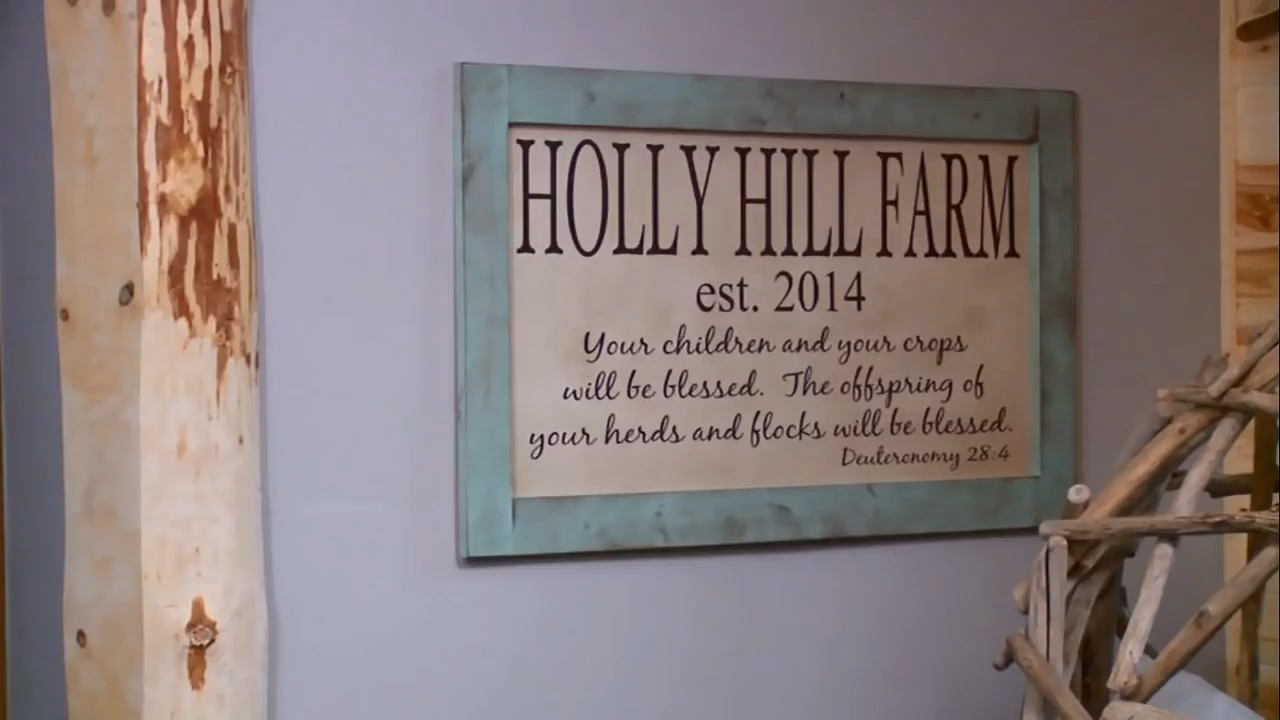 HOLLY HILL FARM
est. 2014
Your children and your crops
will be blessed. The offspring of
your herds and flocks will be blessed.
Deuteronomy 28:4